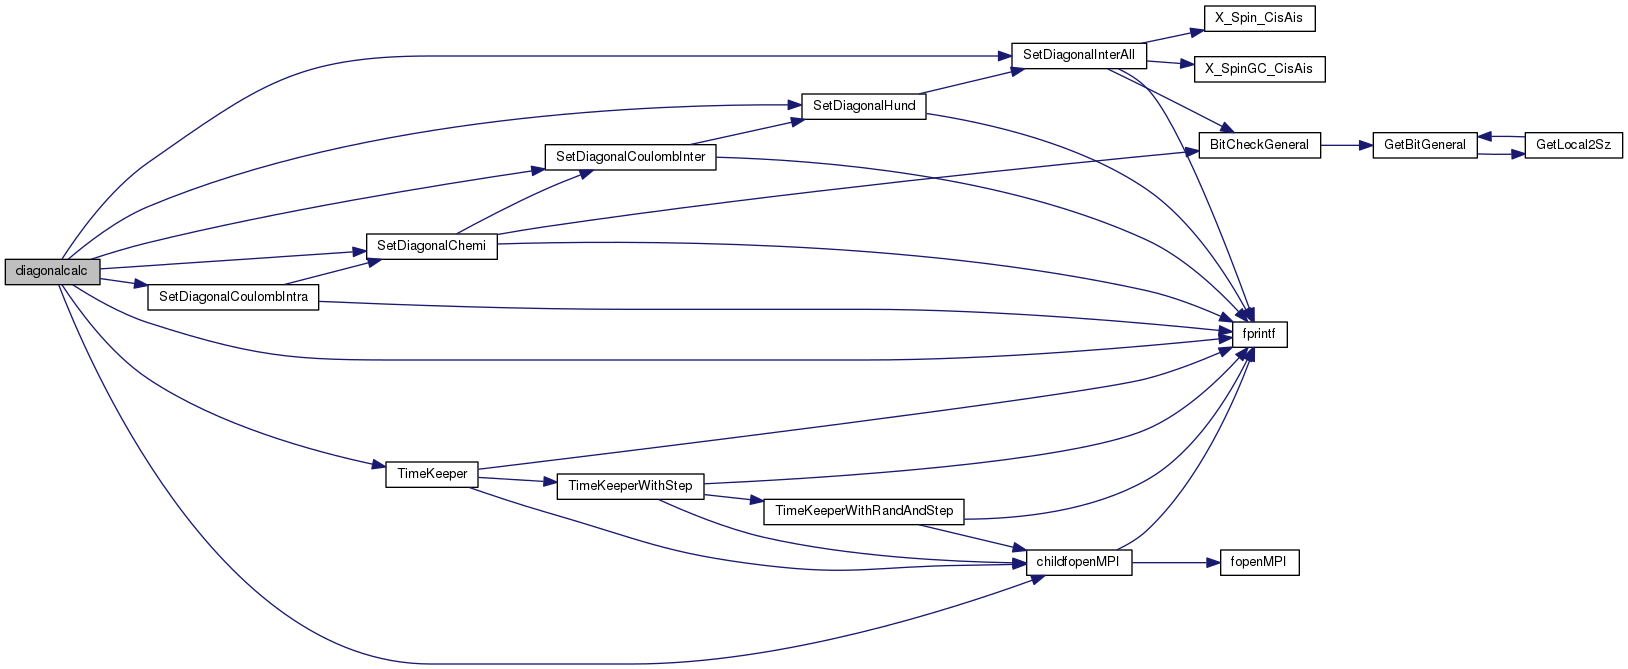 X_Spin_CisAis
SetDiagonalInterAll
X_SpinGC_CisAis
SetDiagonalHund
BitCheckGeneral
GetBitGeneral
GetLocal2Sz
SetDiagonalCoulombInter
SetDiagonalChemi
diagonalcalc
SetDiagonalCoulombIntra
fprintf
TimeKeeper
TimeKeeperWithStep
TimeKeeperWithRandAndStep
childfopenMPI
fopenMPI